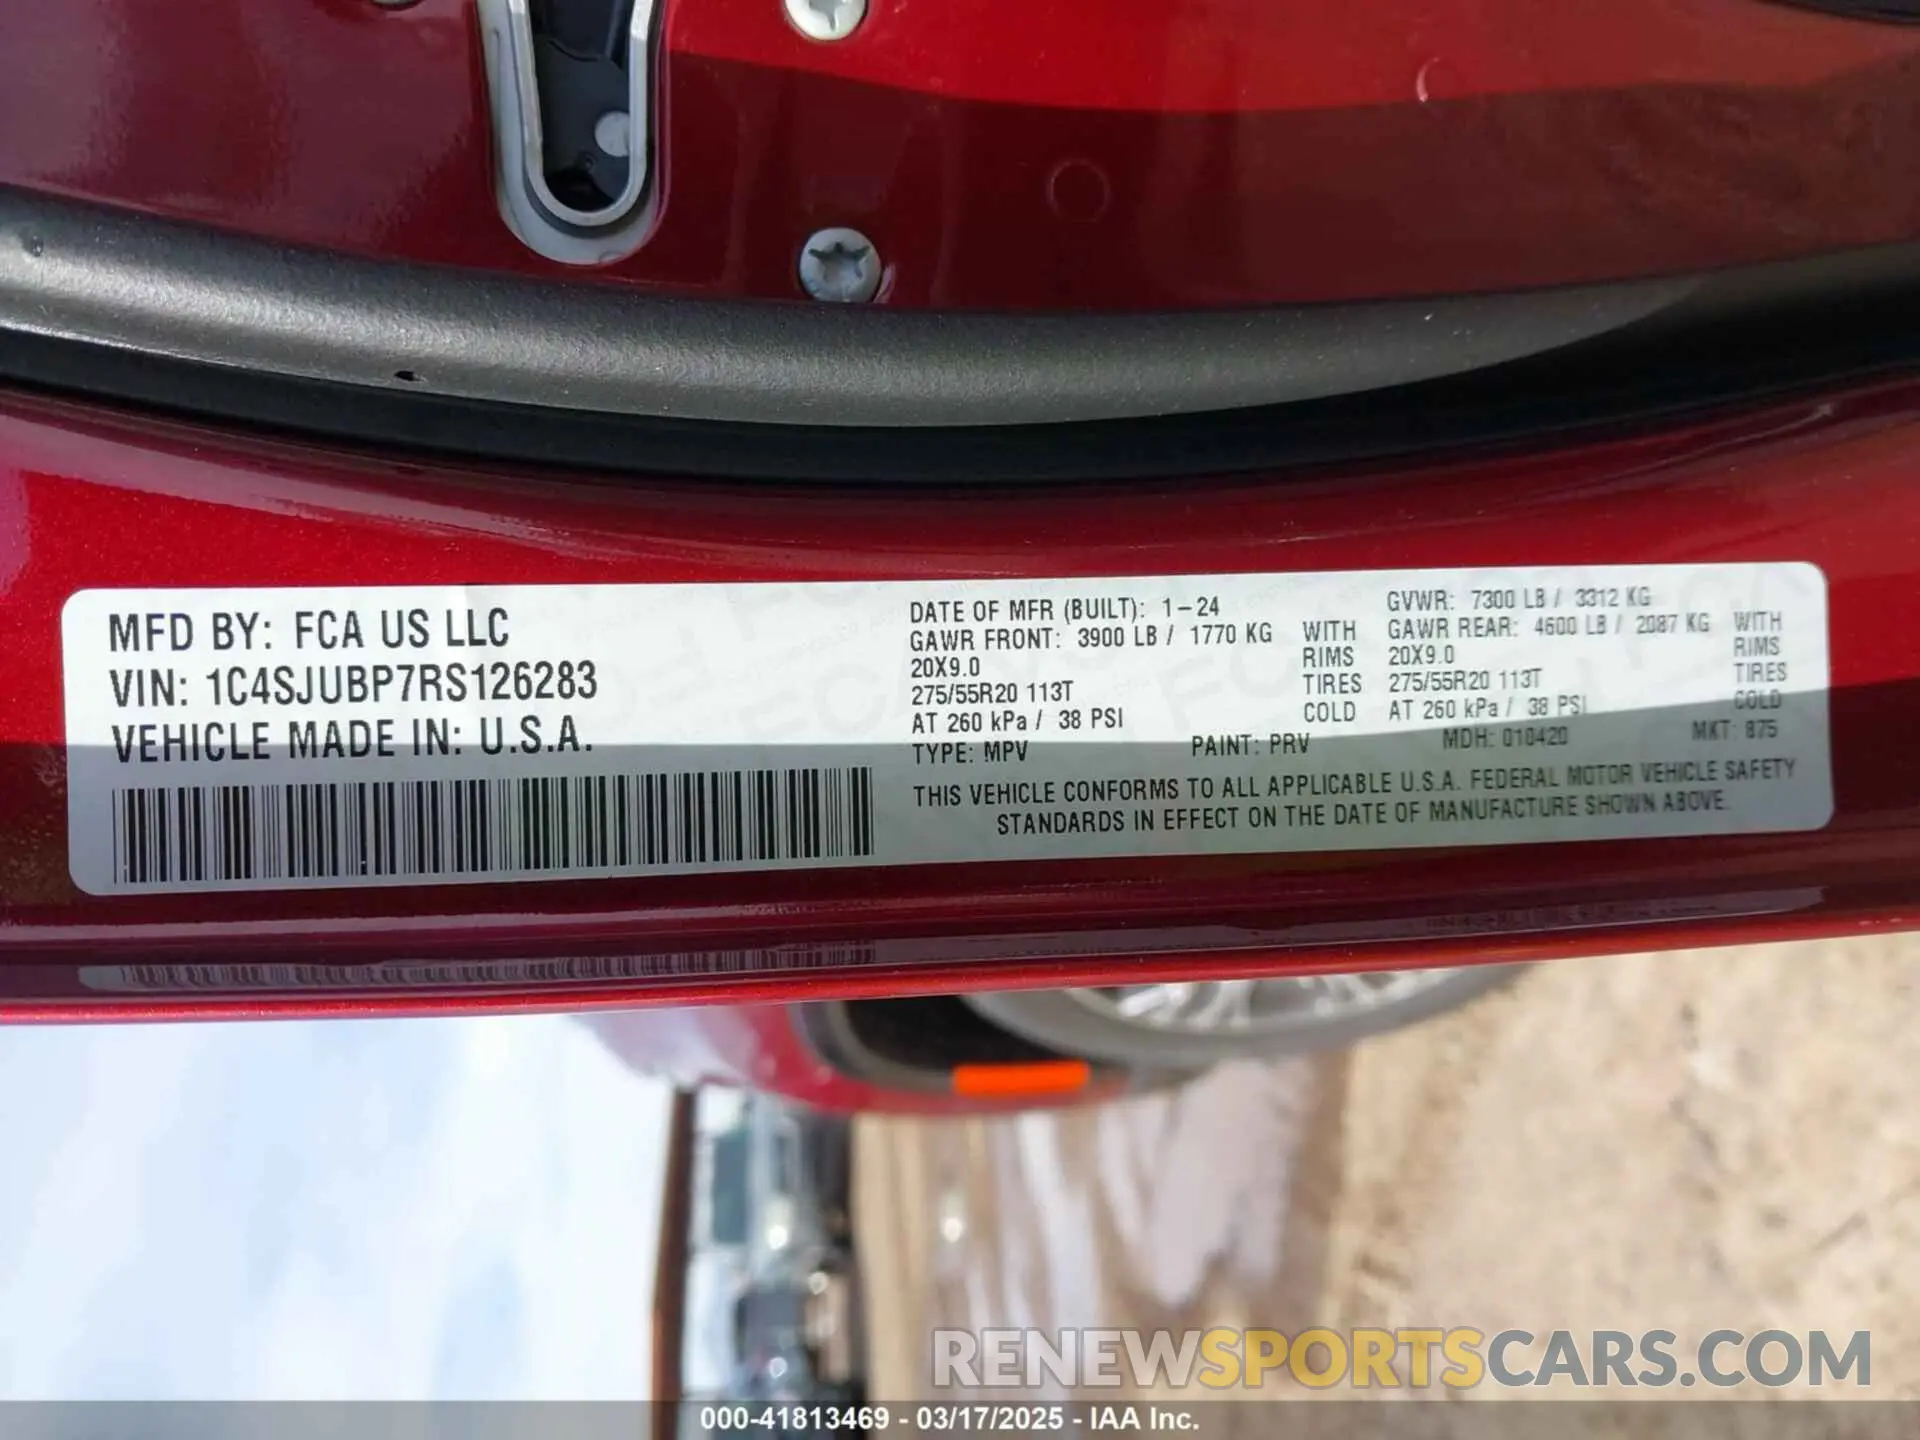 MFD BY: FCA US LLC
VIN: 1C4SJUBP7RS126283
VEHICLE MADE IN: U.S.A.
DATE OF MFR (BUILT): 1-24
GAWR FRONT: 3900 LB / 1770 KG WITH
20X9.0 RIMS
275/55R20 113T TIRES
AT 260 kPa / 38 PSI COLD
GVWR: 7300 LB / 3312 KG
GAWR REAR: 4600 LB / 2087 KG WITH
20X9.0 RIMS
275/55R20 113T TIRES
AT 260 kPa / 38 PSI COLD
TYPE: MPV PAINT: PRV MDH: 010420 MKT: 875
THIS VEHICLE CONFORMS TO ALL APPLICABLE U.S.A. FEDERAL MOTOR VEHICLE SAFETY
STANDARDS IN EFFECT ON THE DATE OF MANUFACTURE SHOWN ABOVE.
RENEWSPORTSCARS.COM
000-41813469 - 03/17/2025 - IAA Inc.